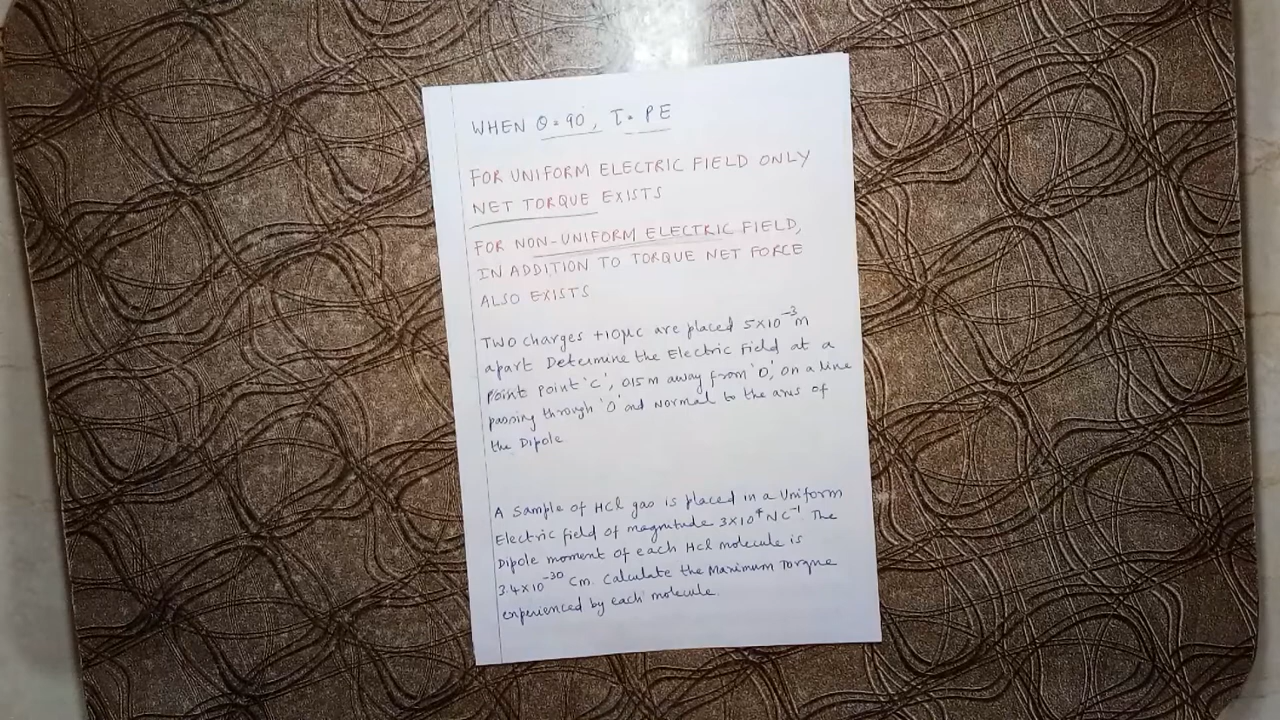 WHEN θ=90°, τ=PE
FOR UNIFORM ELECTRIC FIELD ONLY
NET TORQUE EXISTS
FOR NON-UNIFORM ELECTRIC FIELD,
IN ADDITION TO TORQUE NET FORCE
ALSO EXISTS
TWO charges +10μc are placed 5×10⁻³m
apart Determine the Electric Field at a
point point 'C', 015 m away from 'O', on a line
passing through 'O' and normal to the axis of
the Dipole
A Sample of HCl gas is placed in a Uniform
Electric field of magnitude 3×10⁴ NC⁻¹. The
Dipole moment of each HCl molecule is
3.4×10⁻³⁰ Cm. Calculate the Maximum Torque
experienced by each molecule.